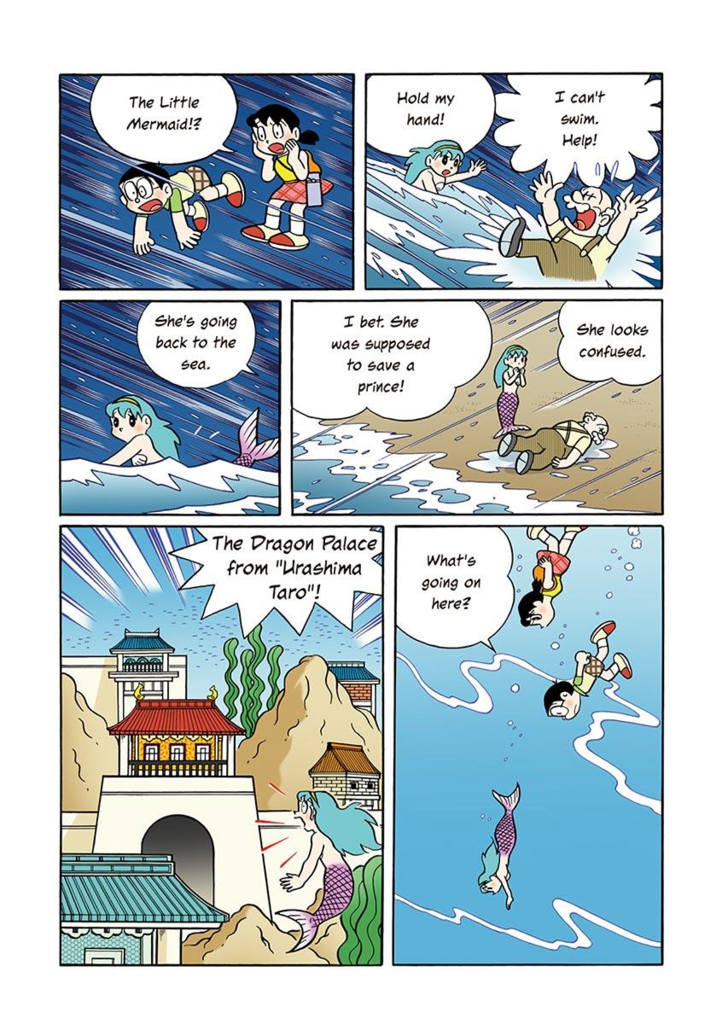 The Little
Mermaid!?
Hold my
hand!
I can't
swim.
Help!
She's going
back to the
sea.
I bet. She
was supposed
to save a
prince!
She looks
confused.
The Dragon Palace
from "Urashima
Taro"!
What's
going on
here?